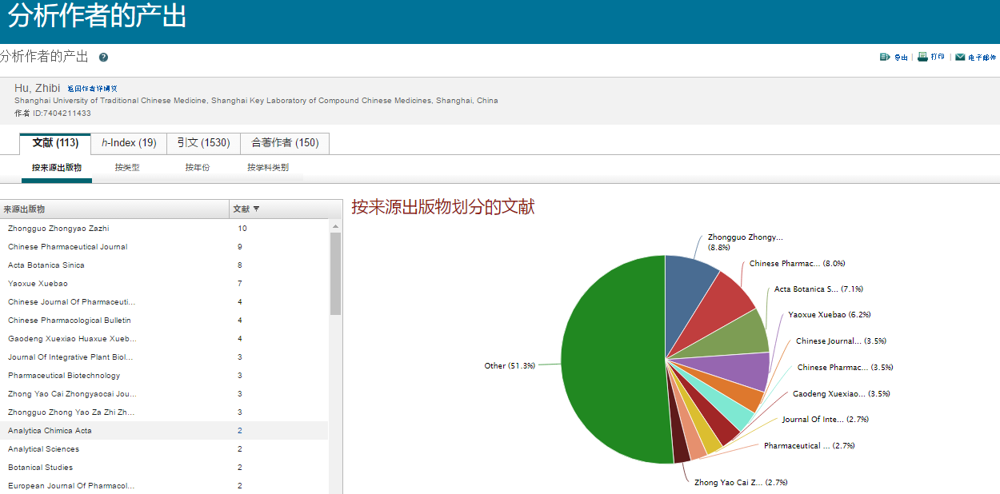 分析作者的产出
分析作者的产出 ?
导出 | 打印 | 电子邮件
Hu, Zhibi 返回作者详情页
Shanghai University of Traditional Chinese Medicine, Shanghai Key Laboratory of Compound Chinese Medicines, Shanghai, China
作者 ID:7404211433
文献 (113) h-Index (19) 引文 (1530) 合著作者 (150)
按来源出版物 按类型 按年份 按学科类别
来源出版物 文献
Zhongguo Zhongyao Zazhi 10
Chinese Pharmaceutical Journal 9
Acta Botanica Sinica 8
Yaoxue Xuebao 7
Chinese Journal Of Pharmaceuti... 4
Chinese Pharmacological Bulletin 4
Gaodeng Xuexiao Huaxue Xueb... 4
Journal Of Integrative Plant Biol... 3
Pharmaceutical Biotechnology 3
Zhong Yao Cai Zhongyaocai Jou... 3
Zhongguo Zhong Yao Za Zhi Zh... 3
Analytica Chimica Acta 2
Analytical Sciences 2
Botanical Studies 2
European Journal Of Pharmacol... 2
按来源出版物划分的文献
Zhongguo Zhongy...
(8.8%)
Chinese Pharmac... (8.0%)
Acta Botanica S... (7.1%)
Yaoxue Xuebao (6.2%)
Chinese Journal... (3.5%)
Chinese Pharmac... (3.5%)
Gaodeng Xuexiao... (3.5%)
Journal Of Inte... (2.7%)
Pharmaceutical ... (2.7%)
Zhong Yao Cai Z... (2.7%)
Other (51.3%)